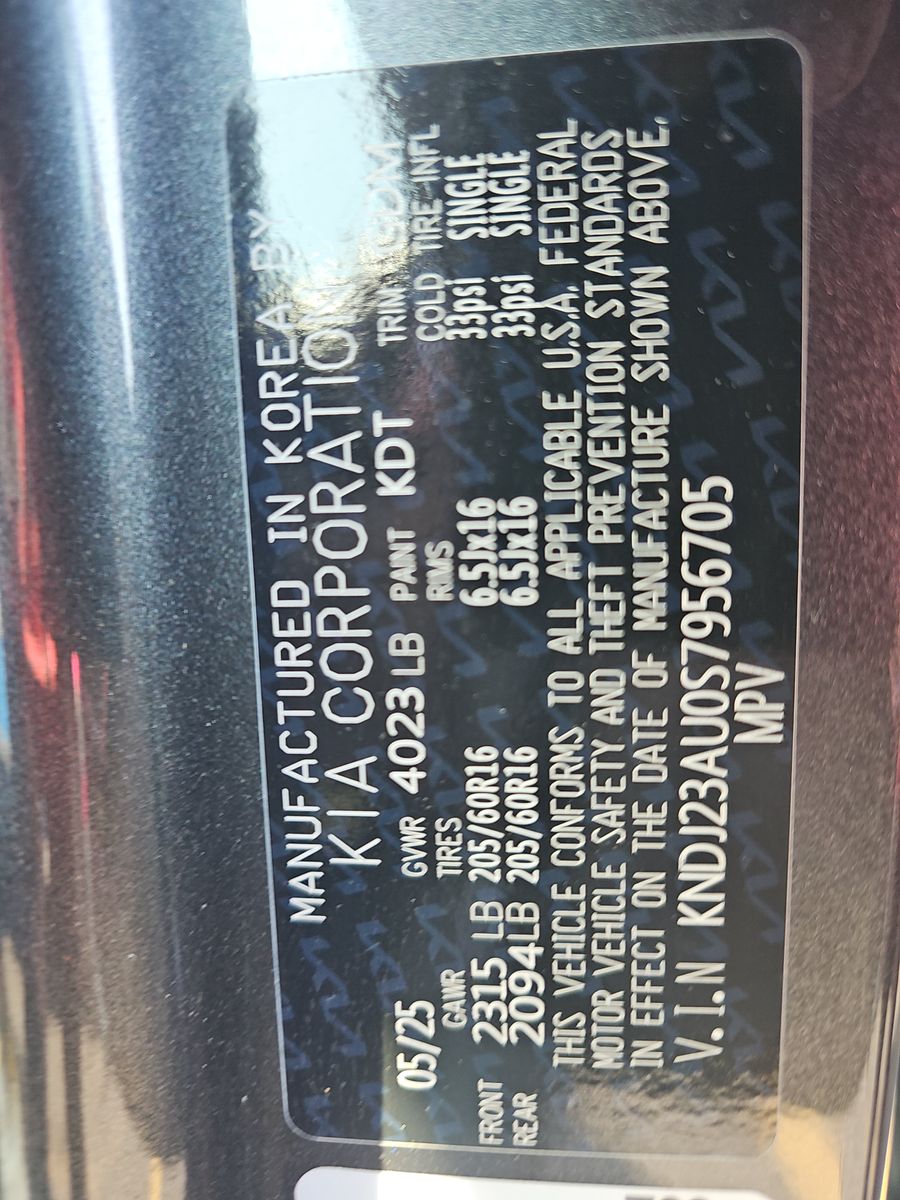 MANUFACTURED IN KOREA BY
KIA CORPORATION
05/25 GVWR 4023 LB PAINT KDT TRIM
GAWR TIRES RIMS COLD TIRE INFL
FRONT 2315 LB 205/60R16 6.5Jx16 33psi SINGLE
REAR 2094LB 205/60R16 6.5Jx16 33psi SINGLE
THIS VEHICLE CONFORMS TO ALL APPLICABLE U.S.A. FEDERAL
MOTOR VEHICLE SAFETY AND THEFT PREVENTION STANDARDS
IN EFFECT ON THE DATE OF MANUFACTURE SHOWN ABOVE.
V.I.N KNDJ23AU0S7956705
MPV